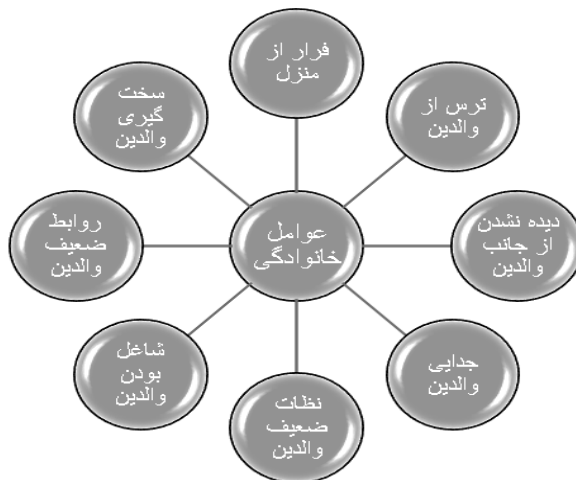 فرار از
منزل
ترس از
والدین
دیده نشدن
از جانب
والدین
جدایی
والدین
نظات
ضعیف
والدین
شاغل
بودن
والدین
روابط
ضعیف
والدین
سخت
گیری
والدین
عوامل
خانوادگی